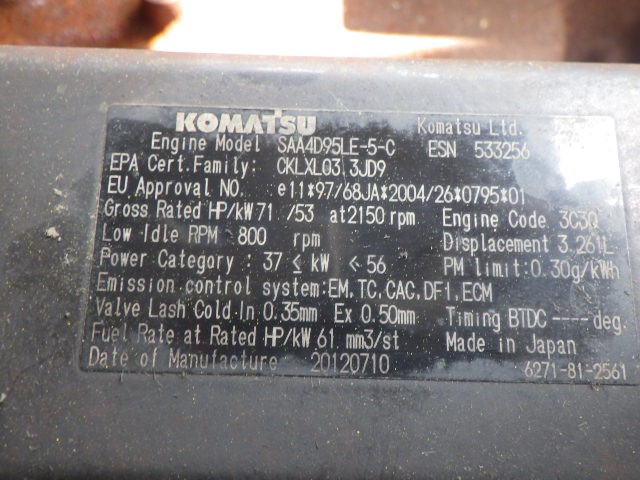 KOMATSU Komatsu Ltd.
Engine Model SAA4D95LE-5-C ESN 533256
EPA Cert.Family: CKLXL03.3JD9
EU Approval NO. e11*97/68JA*2004/26*0795*01
Gross Rated HP/kW 71 /53 at2150 rpm Engine Code 3C3Q
Low Idle RPM 800 rpm Displacement 3.261L
Power Category : 37 ≤ kW < 56 PM limit:0.30g/kWh
Emission control system:EM,TC,CAC,DF1,ECM
Valve Lash Cold In 0.35mm Ex 0.50mm Timing BTDC ----deg.
Fuel Rate at Rated HP/kW 61 mm3/st Made in Japan
Date of Manufacture 20120710 6271-81-2561